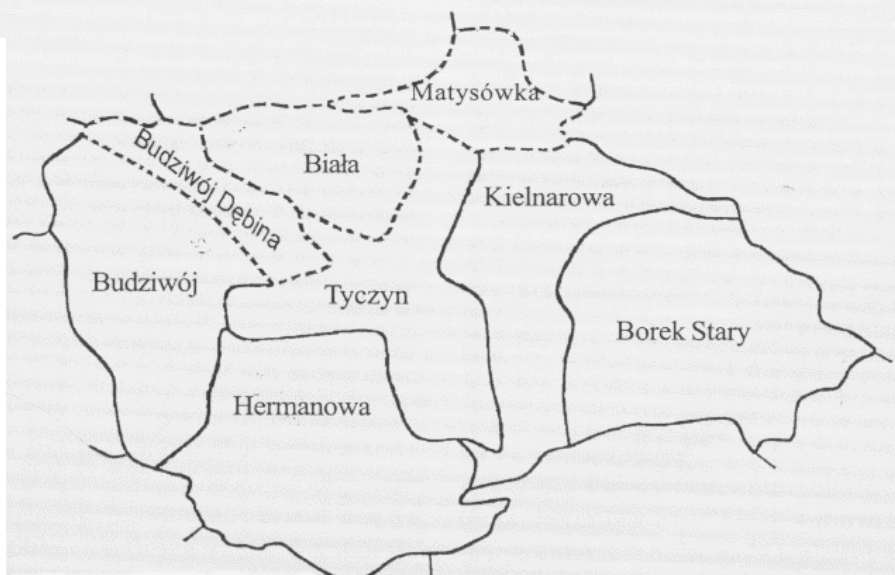 Matysówka
Budziwój Dębina
Biała
Kielnarowa
Budziwój
Tyczyn
Borek Stary
Hermanowa